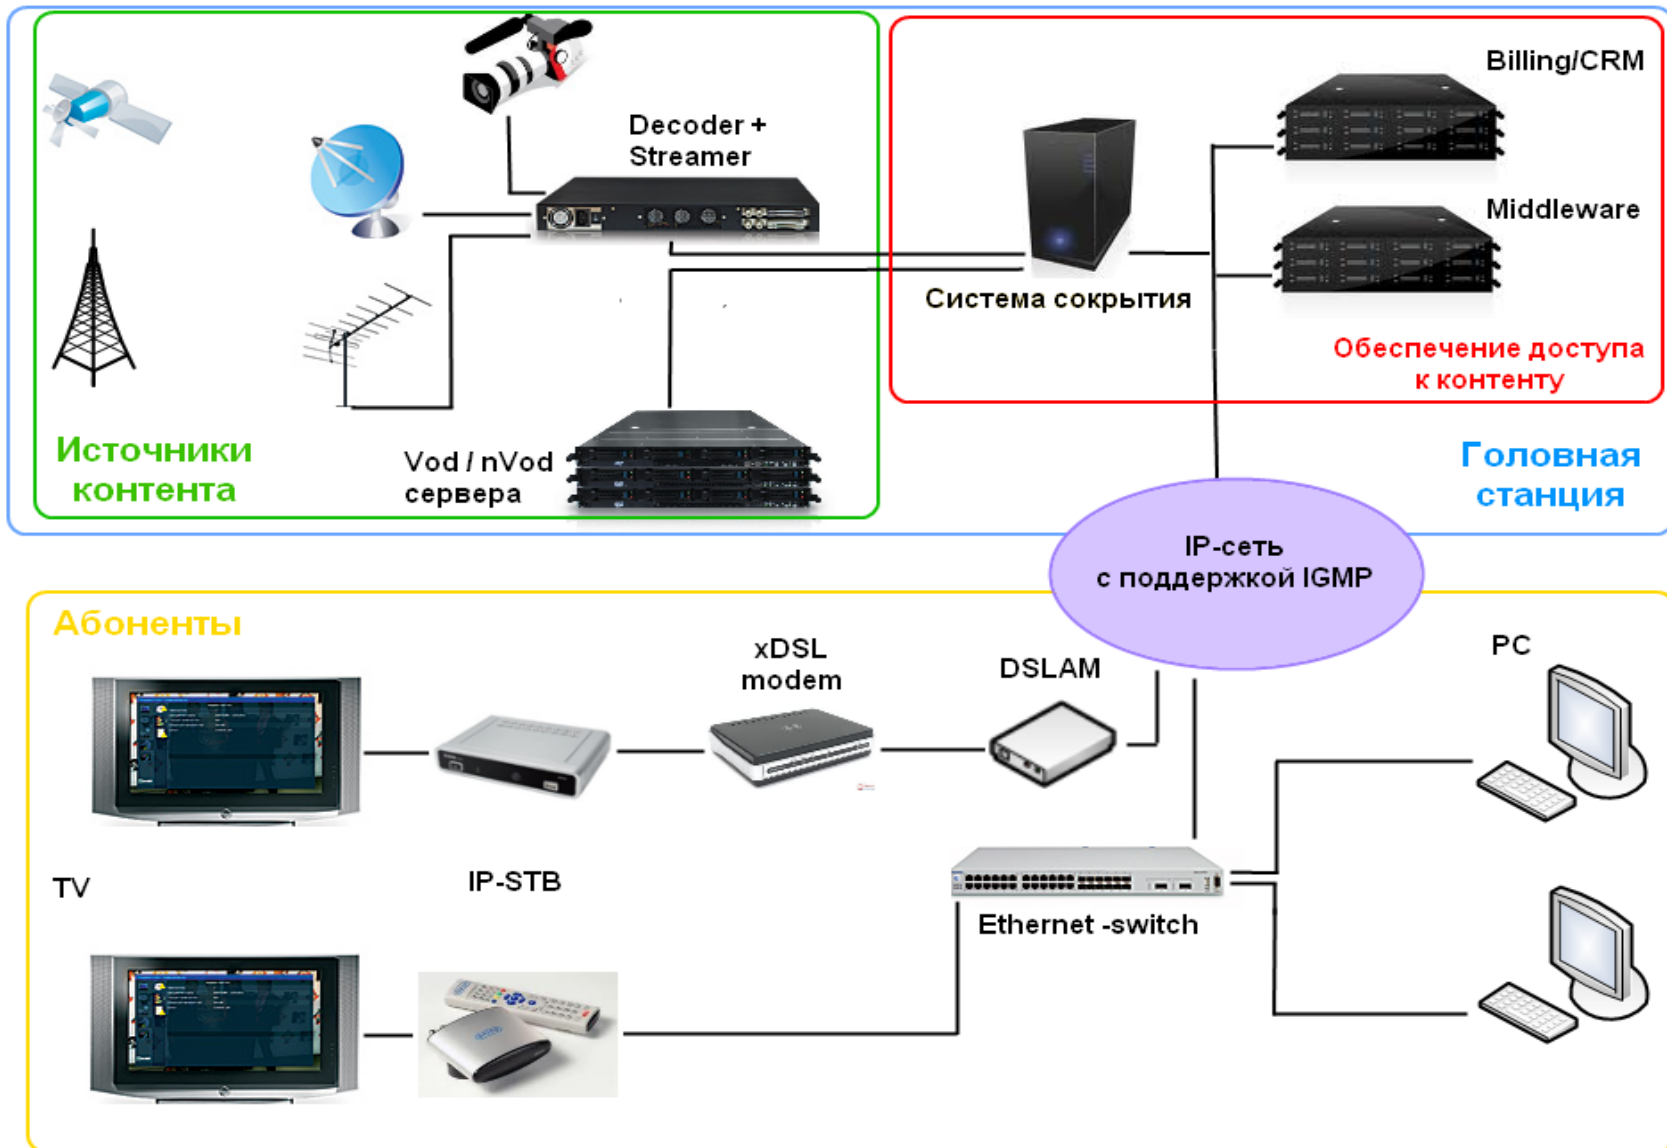 Decoder +
Streamer
Billing/CRM
Middleware
Система сокрытия
Обеспечение доступа
к контенту
Источники
контента
Vod / nVod
сервера
Головная
станция
IP-сеть
с поддержкой IGMP
Абоненты
xDSL
modem
DSLAM
PC
TV
IP-STB
Ethernet -switch